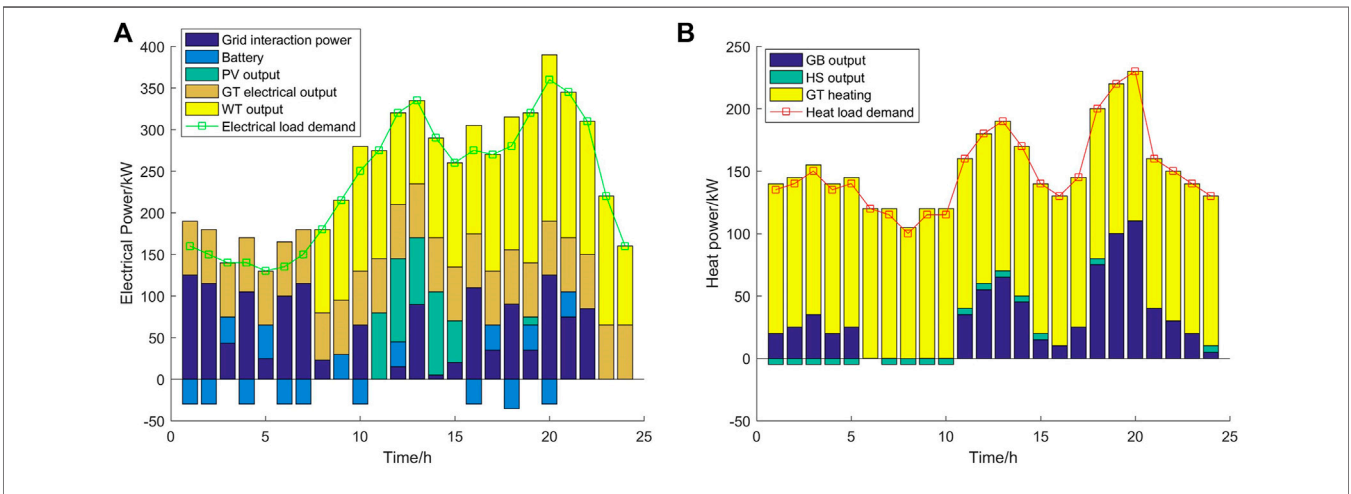 A
Grid interaction power
Battery
PV output
GT electrical output
WT output
Electrical load demand
400
350
300
250
200
150
100
50
0
-50
0
5
10
15
20
25
Electrical Power/kW
Time/h
B
GB output
HS output
GT heating
Heat load demand
250
200
150
100
50
0
-50
0
5
10
15
20
25
Heat power/kW
Time/h